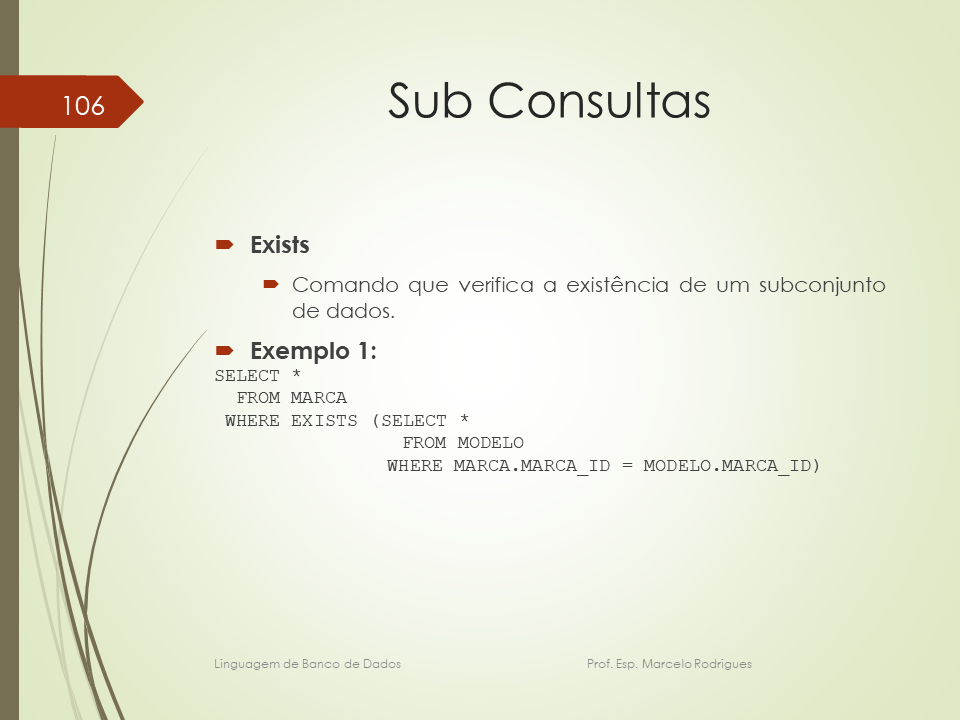 106
Sub Consultas
Exists
Comando que verifica a existência de um subconjunto
de dados.
Exemplo 1:
SELECT *
FROM MARCA
WHERE EXISTS (SELECT *
FROM MODELO
WHERE MARCA.MARCA_ID = MODELO.MARCA_ID)
Linguagem de Banco de Dados Prof. Esp. Marcelo Rodrigues